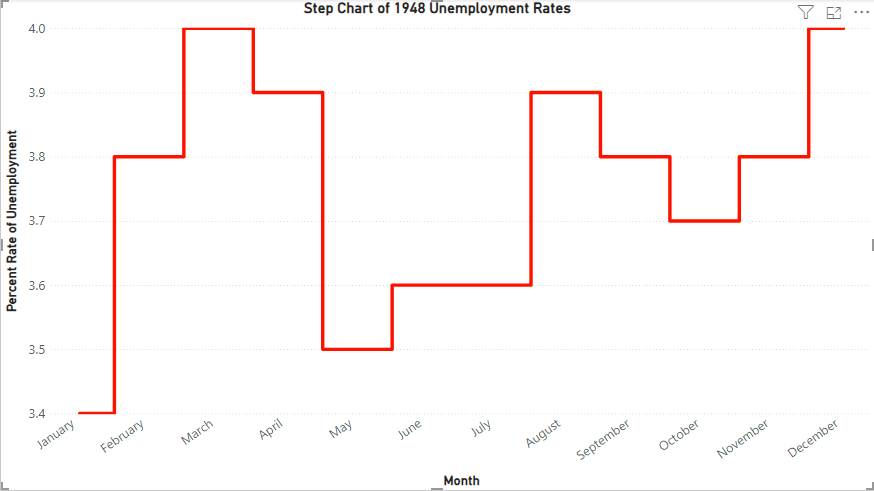 Step Chart of 1948 Unemployment Rates
Percent Rate of Unemployment
4.0
3.9
3.8
3.7
3.6
3.5
3.4
January
February
March
April
May
June
July
August
September
October
November
December
Month